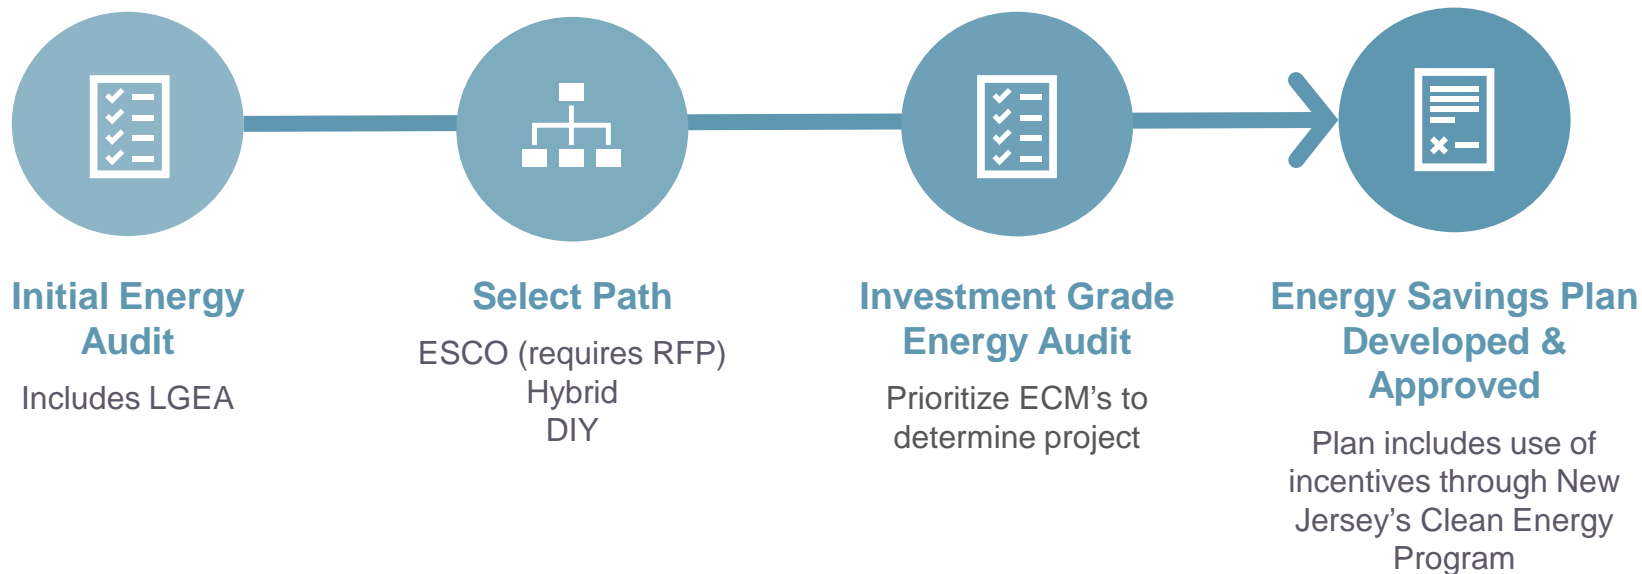 Initial Energy
Audit
Includes LGEA
Select Path
ESCO (requires RFP)
Hybrid
DIY
Investment Grade
Energy Audit
Prioritize ECM’s to
determine project
Energy Savings Plan
Developed &
Approved
Plan includes use of
incentives through New
Jersey’s Clean Energy
Program